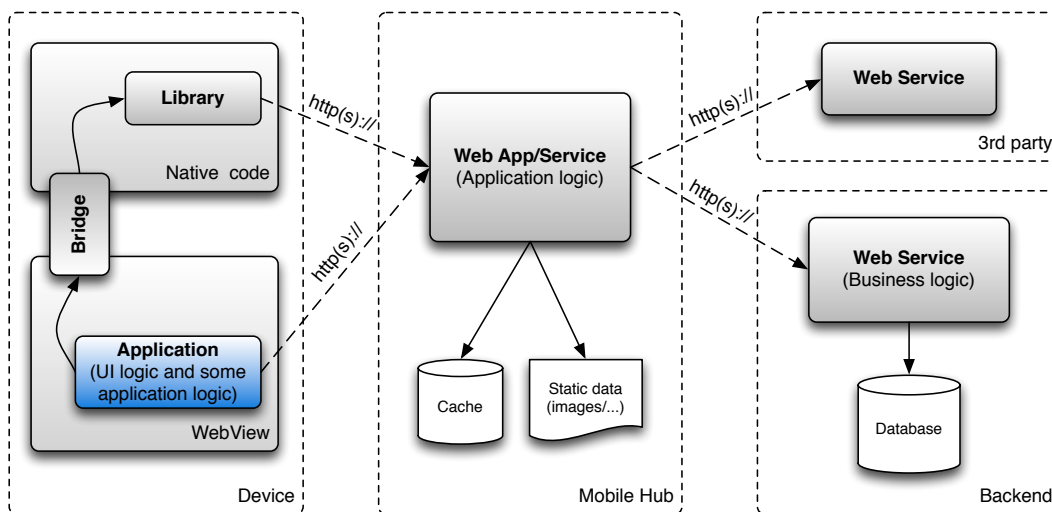 Library
Native code
Bridge
Application
(UI logic and some
application logic)
WebView
Device
http(s)://
http(s)://
Web App/Service
(Application logic)
Cache
Static data
(images/...)
Mobile Hub
http(s)://
http(s)://
Web Service
3rd party
Web Service
(Business logic)
Database
Backend